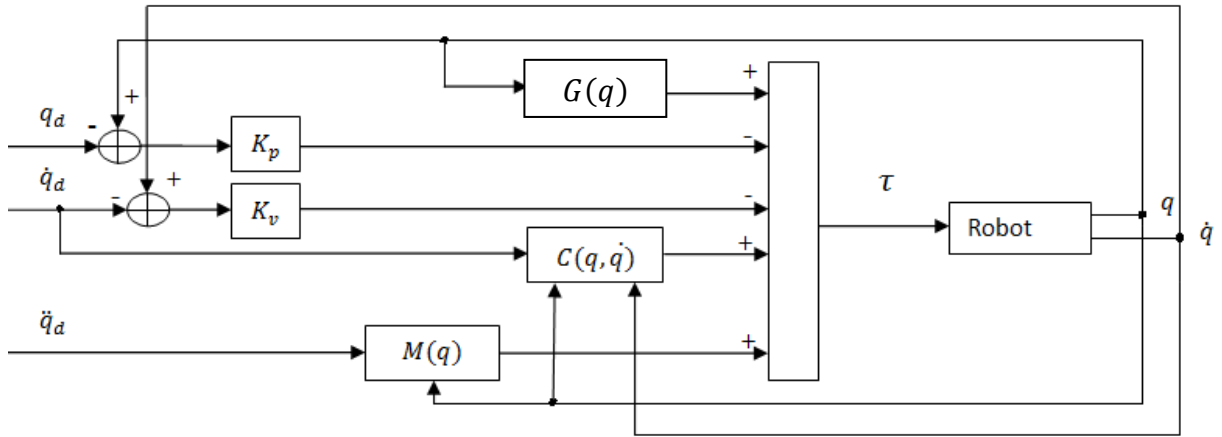 +
G(q)
+
q_d
-
K_p
-
q̇_d
-
+
K_v
-
τ
q
Robot
q̇
C(q, q̇)
+
q̈_d
M(q)
+